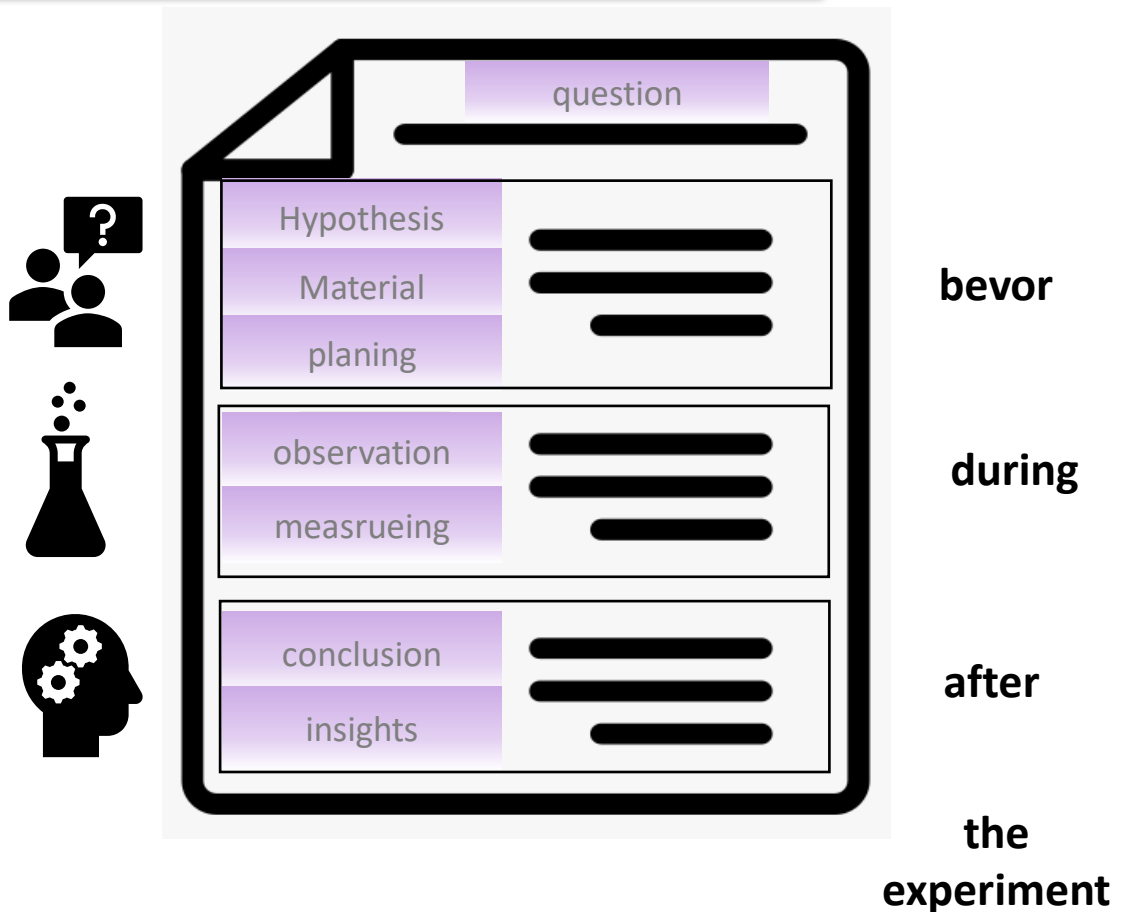 question
?
Hypothesis
Material
planing
bevor
observation
measrueing
during
conclusion
insights
after
the
experiment